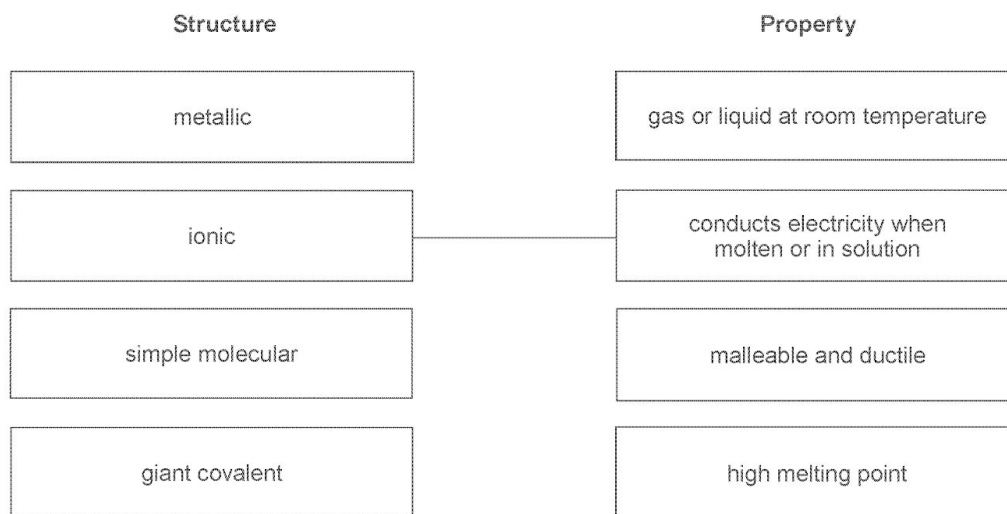 Structure
Property
metallic
gas or liquid at room temperature
ionic
conducts electricity when
molten or in solution
simple molecular
malleable and ductile
giant covalent
high melting point